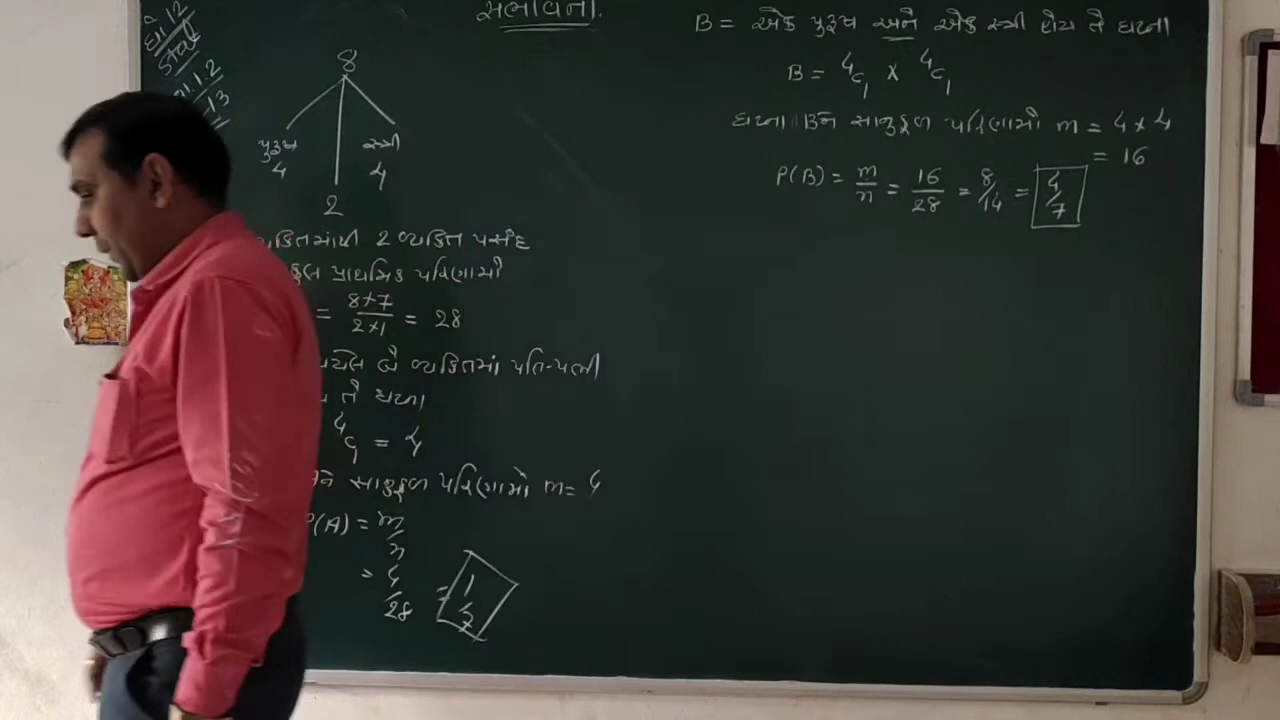 ધો 12
Stat
સંભાવના.
8
પુરૂષ
4
સ્ત્રી
4
2
વ્યક્તિમાંથી 2 વ્યક્તિ પસંદ
કુલ પ્રાથમિક પરિણામો
= 8×7 / 2×1 = 28
બે વ્યક્તિમાં પતિ-પત્ની
તે ઘટના
⁴C₁ = 4
સાનુકૂળ પરિણામો m = 4
P(A) = m/n
= 4/28 = 1/7
B = એક પુરૂષ અને એક સ્ત્રી હોય તે ઘટના
B = ⁴C₁ × ⁴C₁
ઘટના Bને સાનુકૂળ પરિણામો m = 4 × 4
= 16
P(B) = m/n = 16/28 = 8/14 = 4/7